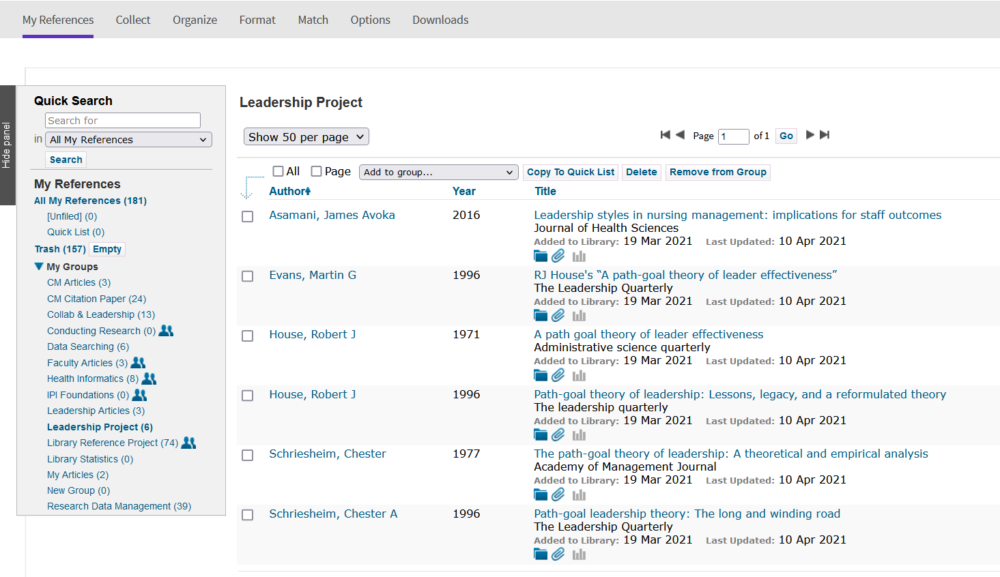 My References Collect Organize Format Match Options Downloads
Hide panel
Quick Search
Search for
in All My References
Search
My References
All My References (181)
[Unfiled] (0)
Quick List (0)
Trash (157) Empty
My Groups
CM Articles (3)
CM Citation Paper (24)
Collab & Leadership (13)
Conducting Research (0)
Data Searching (6)
Faculty Articles (3)
Health Informatics (8)
IPI Foundations (0)
Leadership Articles (3)
Leadership Project (6)
Library Reference Project (74)
Library Statistics (0)
My Articles (2)
New Group (0)
Research Data Management (39)
Leadership Project
Show 50 per page Page 1 of 1 Go
All Page Add to group... Copy To Quick List Delete Remove from Group
Author Year Title
Asamani, James Avoka 2016 Leadership styles in nursing management: implications for staff outcomes
Journal of Health Sciences
Added to Library: 19 Mar 2021 Last Updated: 10 Apr 2021
Evans, Martin G 1996 RJ House's “A path-goal theory of leader effectiveness”
The Leadership Quarterly
Added to Library: 19 Mar 2021 Last Updated: 10 Apr 2021
House, Robert J 1971 A path goal theory of leader effectiveness
Administrative science quarterly
Added to Library: 19 Mar 2021 Last Updated: 10 Apr 2021
House, Robert J 1996 Path-goal theory of leadership: Lessons, legacy, and a reformulated theory
The leadership quarterly
Added to Library: 19 Mar 2021 Last Updated: 10 Apr 2021
Schriesheim, Chester 1977 The path-goal theory of leadership: A theoretical and empirical analysis
Academy of Management Journal
Added to Library: 19 Mar 2021 Last Updated: 10 Apr 2021
Schriesheim, Chester A 1996 Path-goal leadership theory: The long and winding road
The Leadership Quarterly
Added to Library: 19 Mar 2021 Last Updated: 10 Apr 2021